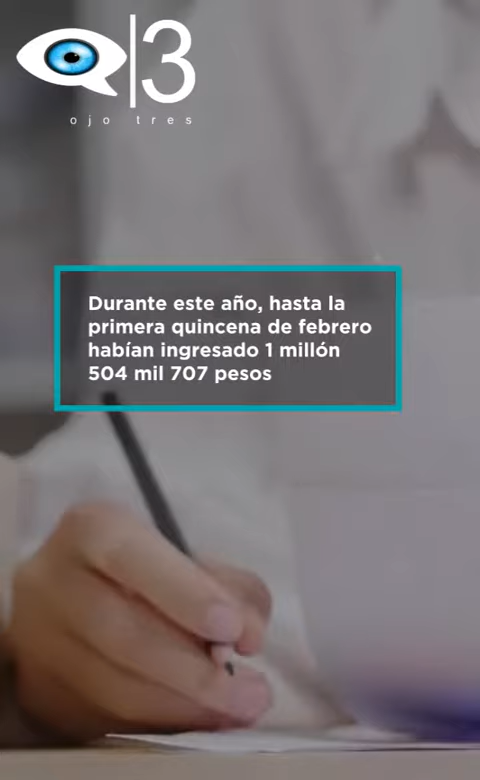 3
ojo tres
Durante este año, hasta la
primera quincena de febrero
habían ingresado 1 millón
504 mil 707 pesos